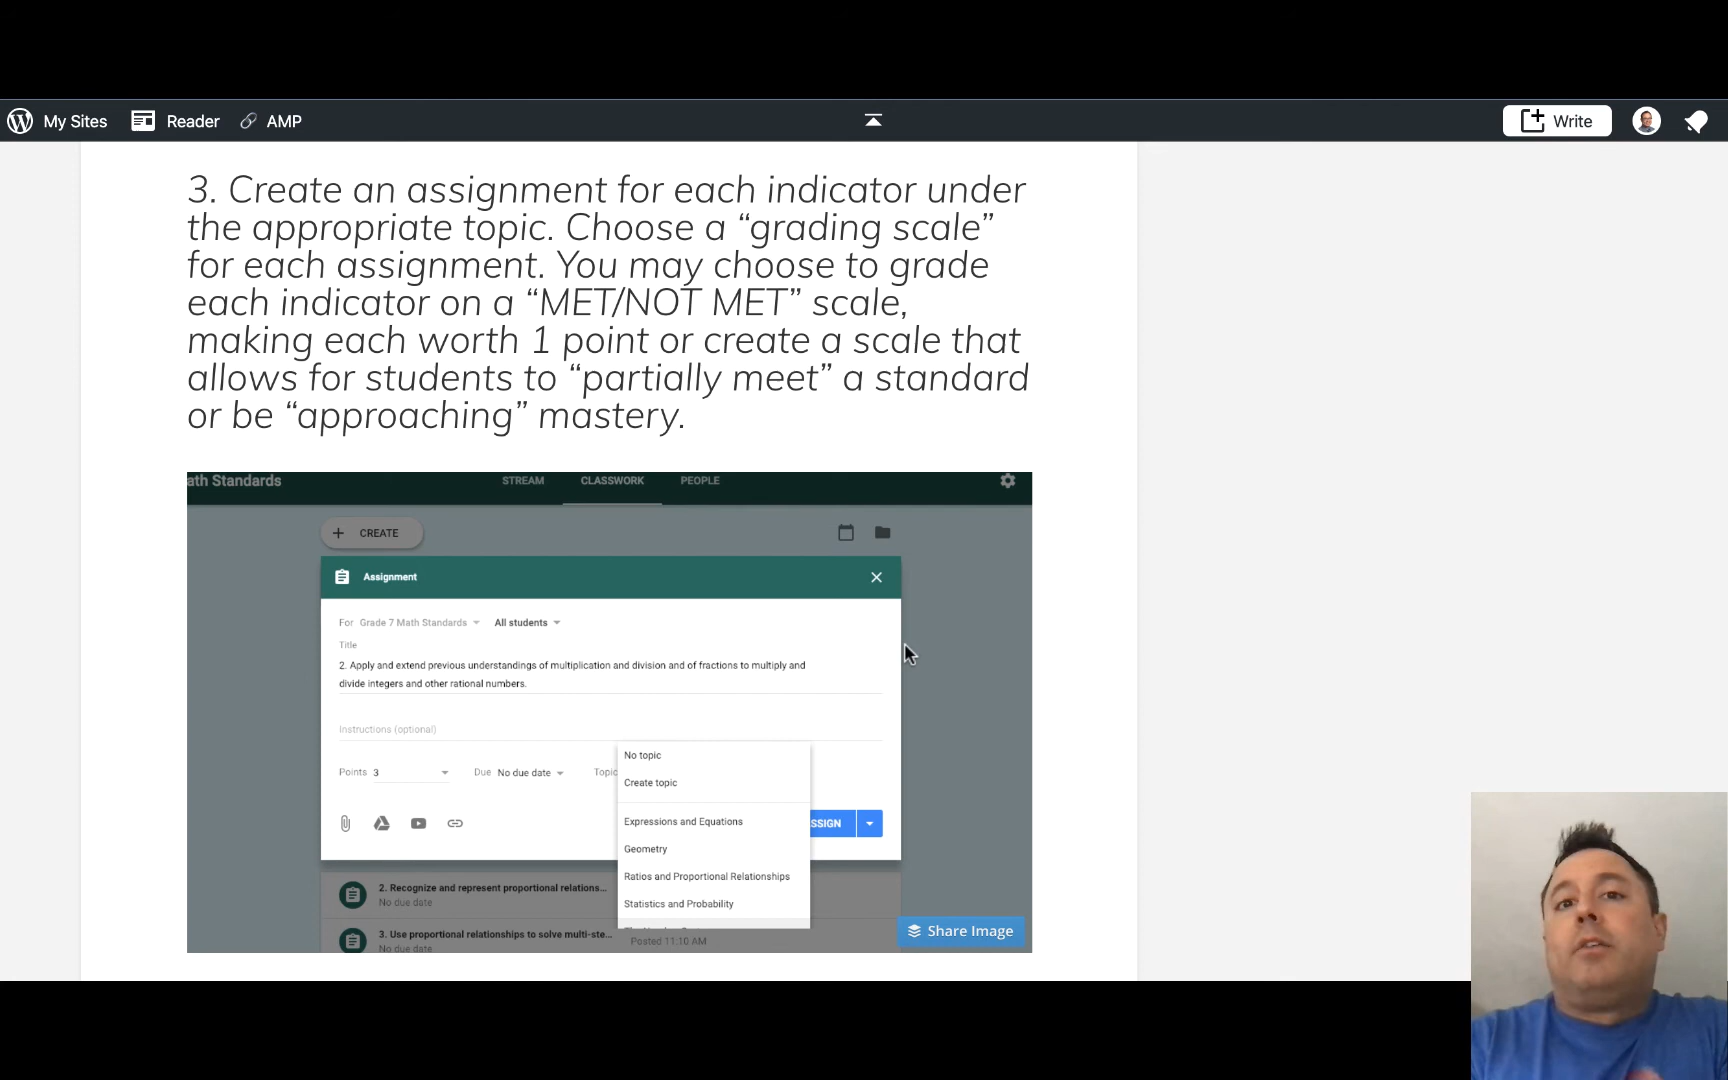 My Sites
Reader
AMP
Write
3. Create an assignment for each indicator under
the appropriate topic. Choose a “grading scale”
for each assignment. You may choose to grade
each indicator on a “MET/NOT MET” scale,
making each worth 1 point or create a scale that
allows for students to “partially meet” a standard
or be “approaching” mastery.
ath Standards
STREAM
CLASSWORK
PEOPLE
CREATE
Assignment
For Grade 7 Math Standards
All students
Title
2. Apply and extend previous understandings of multiplication and division and of fractions to multiply and
divide integers and other rational numbers.
Instructions (optional)
Points 3
Due No due date
Topic
No topic
Create topic
Expressions and Equations
Geometry
Ratios and Proportional Relationships
Statistics and Probability
SSIGN
2. Recognize and represent proportional relations...
No due date
3. Use proportional relationships to solve multi-ste...
No due date
Posted 11:10 AM
Share Image